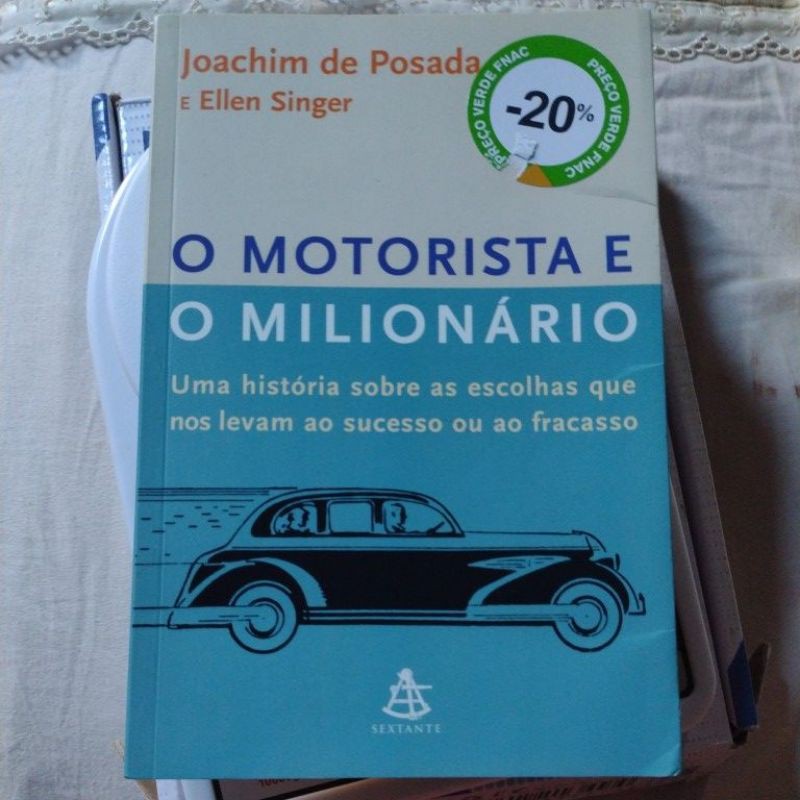 Joachim de Posada
E Ellen Singer
PREÇO VERDE FNAC
PREÇO VERDE FNAC
-20%
O MOTORISTA E
O MILIONÁRIO
Uma história sobre as escolhas que
nos levam ao sucesso ou ao fracasso
SEXTANTE